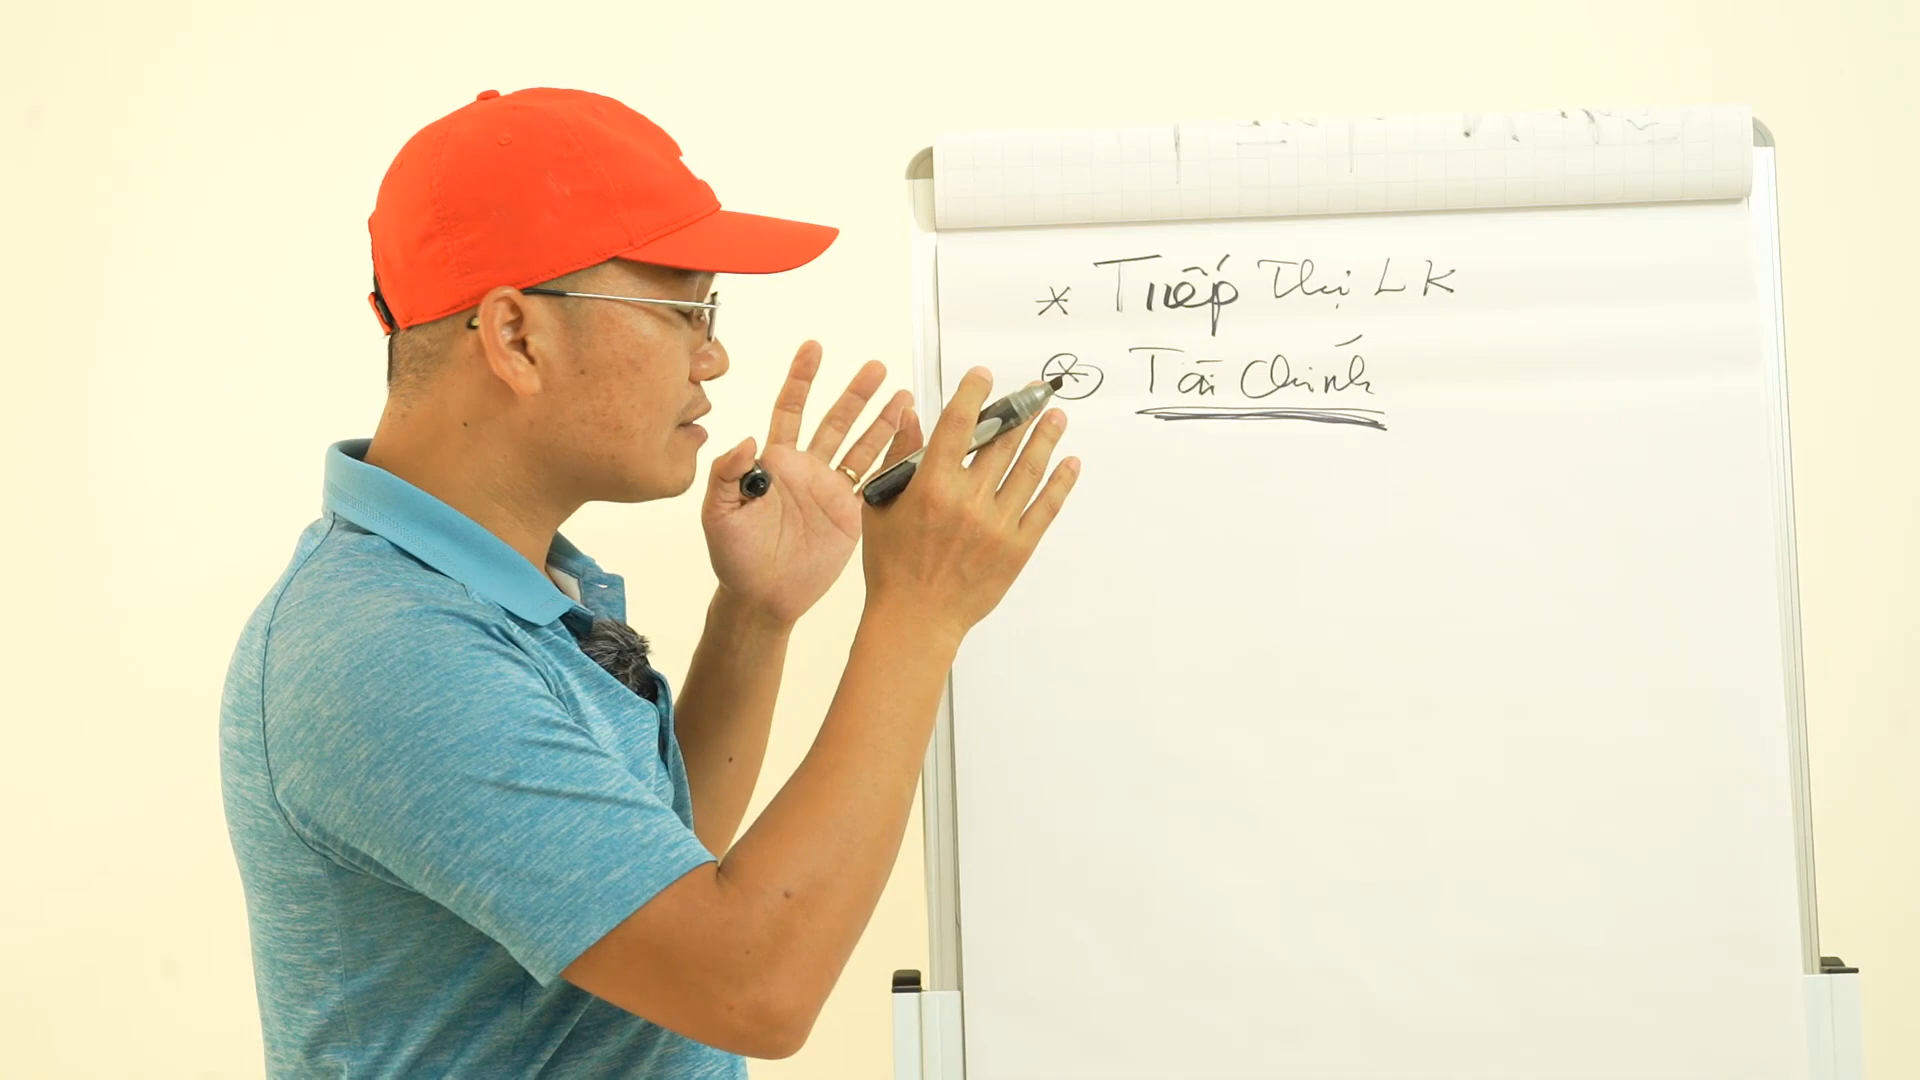 * Tiếp Thị LK
* Tài Chính